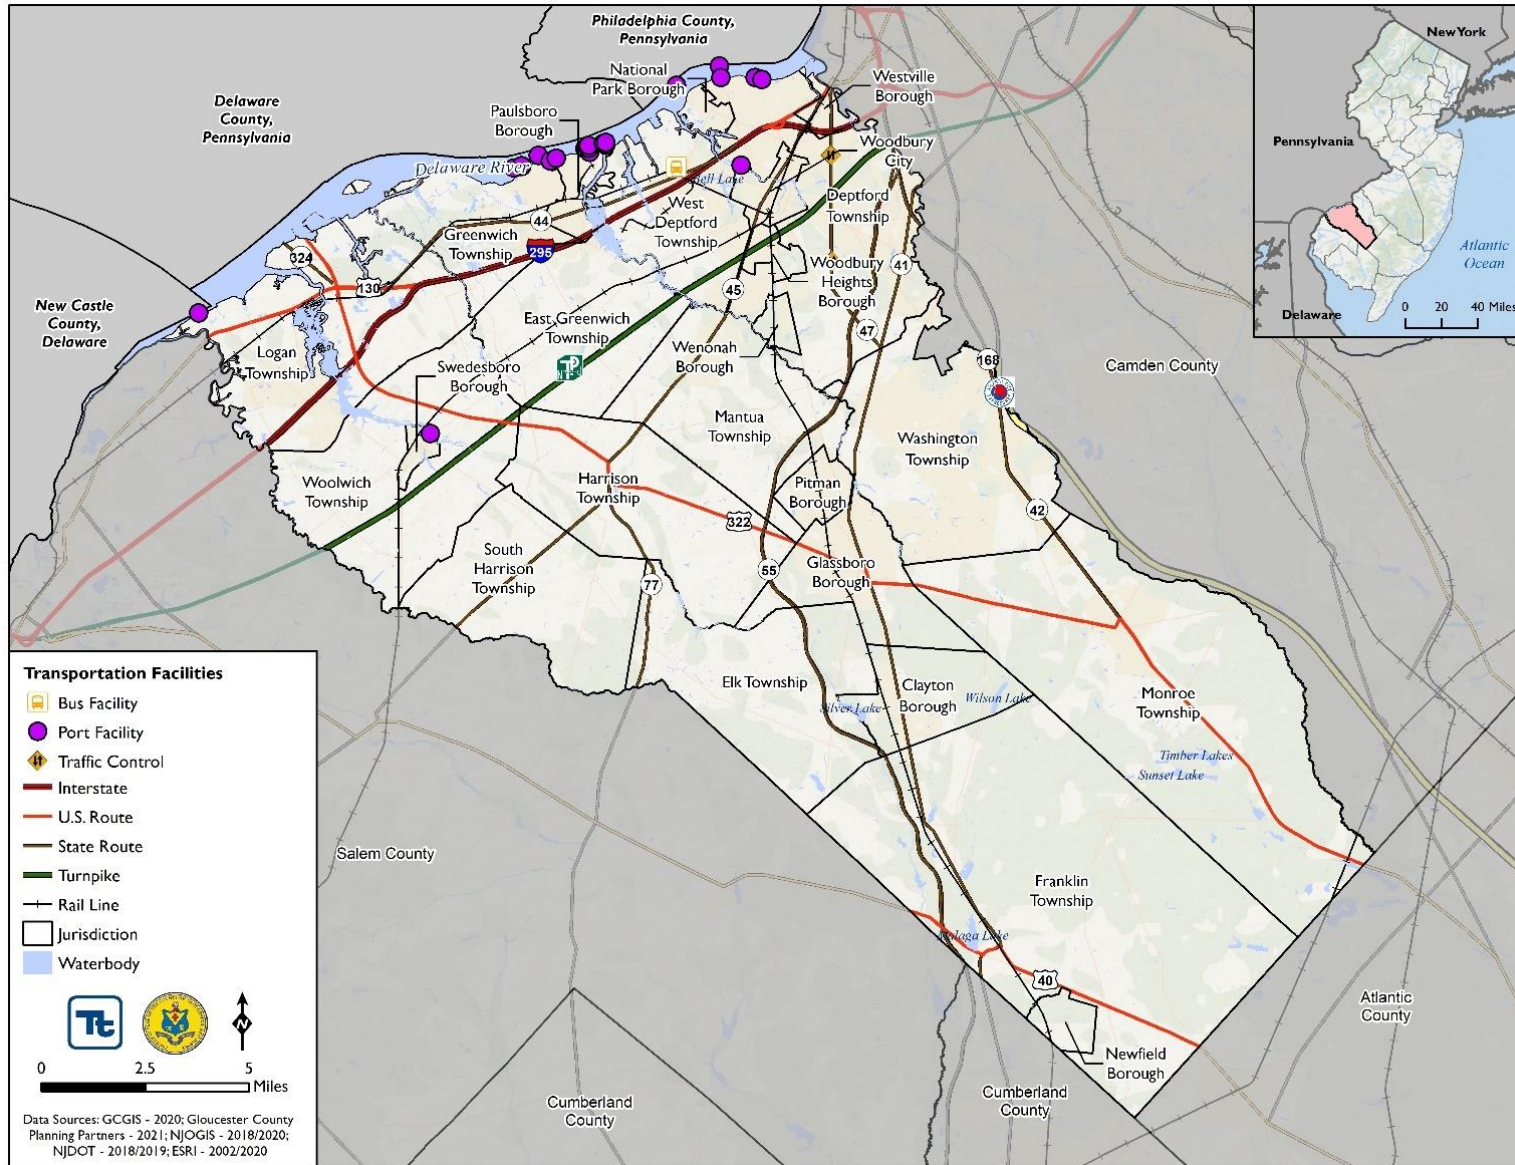 Philadelphia County,
Pennsylvania
Delaware
County,
Pennsylvania
New Castle
County,
Delaware
National
Park Borough
Paulsboro
Borough
Westville
Borough
Woodbury
City
Delaware River
West
Deptford
Township
Deptford
Township
Greenwich
Township
44
295
324
130
Woodbury
Heights
Borough
41
45
47
East Greenwich
Township
Wenonah
Borough
Logan
Township
Swedesboro
Borough
168
Camden County
Mantua
Township
Washington
Township
Woolwich
Township
Harrison
Township
Pitman
Borough
322
42
South
Harrison
Township
77
55
Glassboro
Borough
Elk Township
Clayton
Borough
Silver Lake
Wilson Lake
Monroe
Township
Timber Lakes
Sunset Lake
Salem County
Franklin
Township
Malaga Lake
40
Newfield
Borough
Atlantic
County
Cumberland
County
Cumberland
County
New York
Pennsylvania
Atlantic
Ocean
Delaware
0 20 40 Miles
Transportation Facilities
Bus Facility
Port Facility
Traffic Control
Interstate
U.S. Route
State Route
Turnpike
Rail Line
Jurisdiction
Waterbody
Tt
N
0 2.5 5
Miles
Data Sources: GCGIS - 2020; Gloucester County
Planning Partners - 2021; NJOGIS - 2018/2020;
NJDOT - 2018/2019; ESRI - 2002/2020